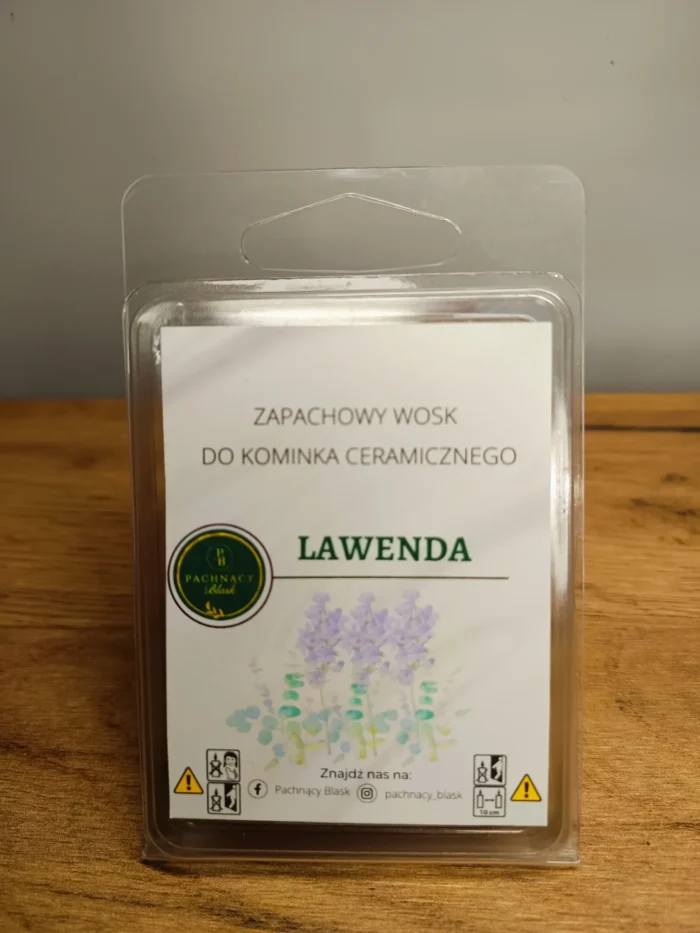 ZAPACHOWY WOSK
DO KOMINKA CERAMICZNEGO
LAWENDA
PB
PACHNĄCY
Blask
Znajdź nas na:
Pachnący Blask pachnacy_blask
10 cm